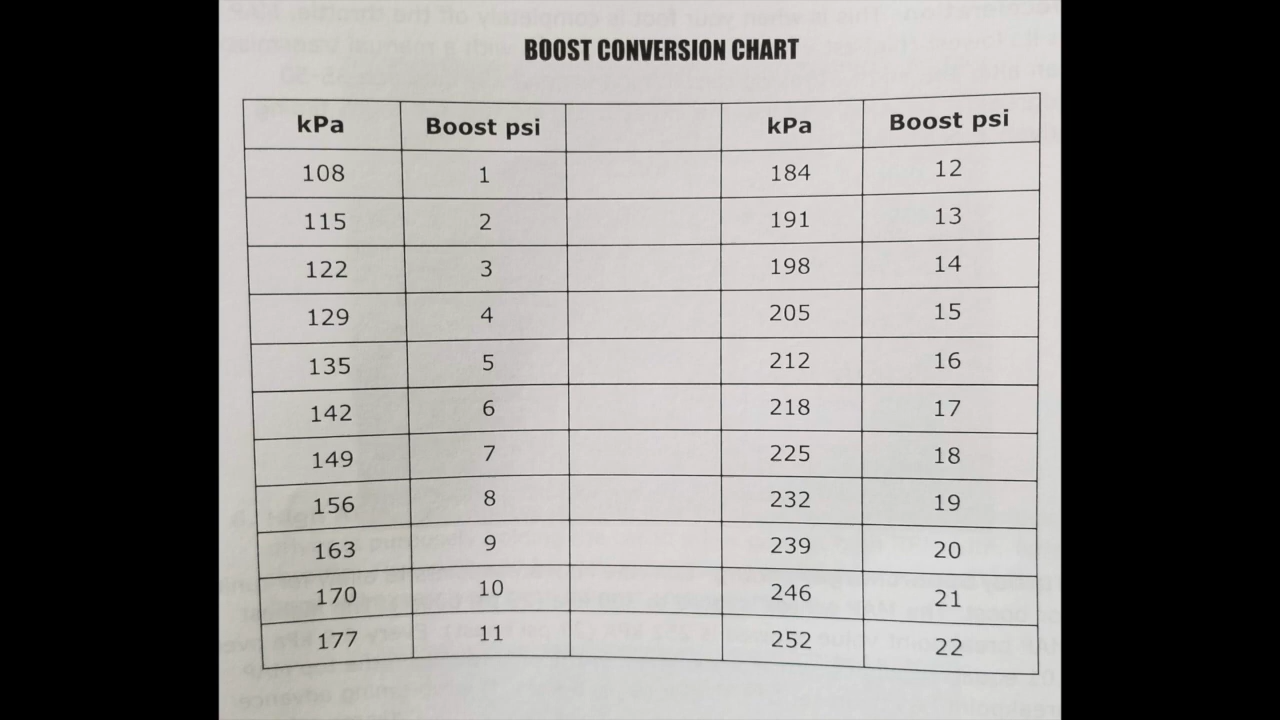 BOOST CONVERSION CHART
kPa Boost psi kPa Boost psi
108 1 184 12
115 2 191 13
122 3 198 14
129 4 205 15
135 5 212 16
142 6 218 17
149 7 225 18
156 8 232 19
163 9 239 20
170 10 246 21
177 11 252 22